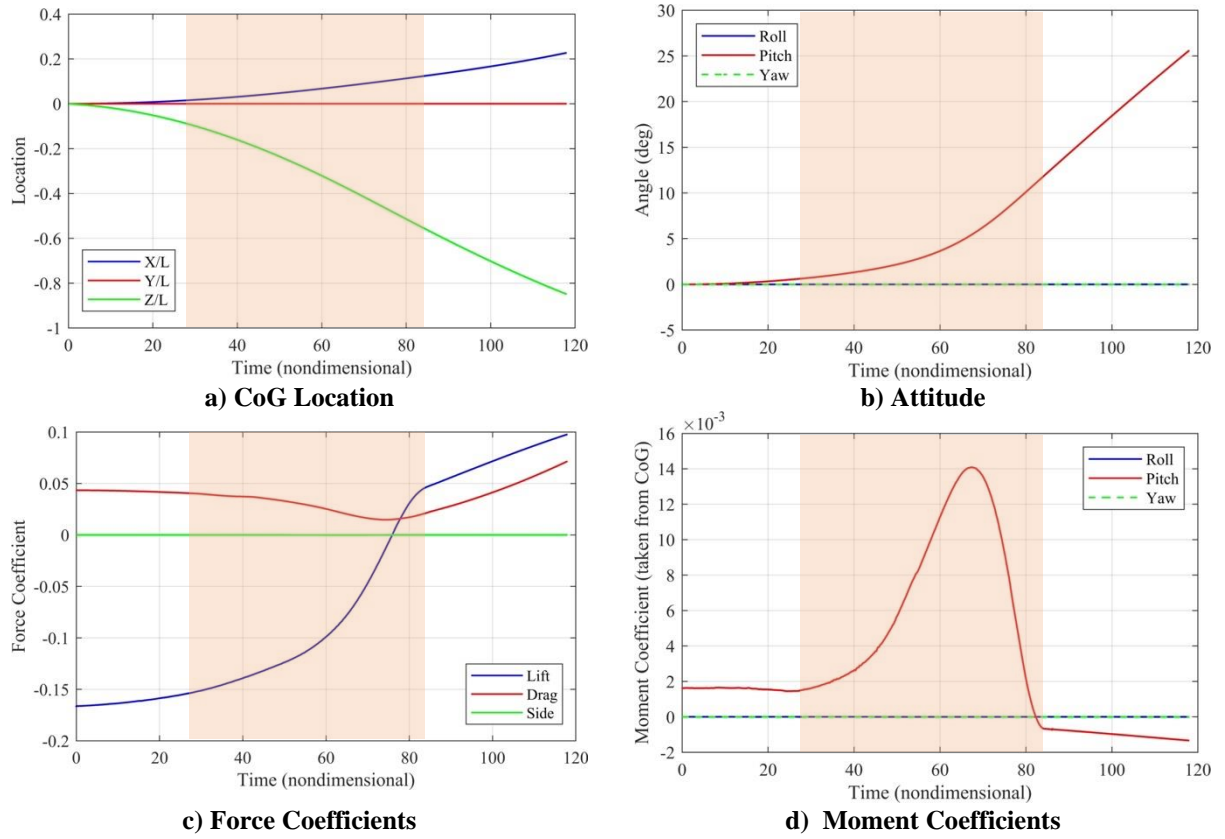 0.4
0.2
0
-0.2
-0.4
-0.6
-0.8
-1
Location
X/L
Y/L
Z/L
0 20 40 60 80 100 120
Time (nondimensional)
a) CoG Location
30
25
20
15
10
5
0
-5
Angle (deg)
Roll
Pitch
Yaw
0 20 40 60 80 100 120
Time (nondimensional)
b) Attitude
0.1
0.05
0
-0.05
-0.1
-0.15
-0.2
Force Coefficient
Lift
Drag
Side
0 20 40 60 80 100 120
Time (nondimensional)
c) Force Coefficients
×10-3
16
14
12
10
8
6
4
2
0
-2
Moment Coefficient (taken from CoG)
Roll
Pitch
Yaw
0 20 40 60 80 100 120
Time (nondimensional)
d) Moment Coefficients